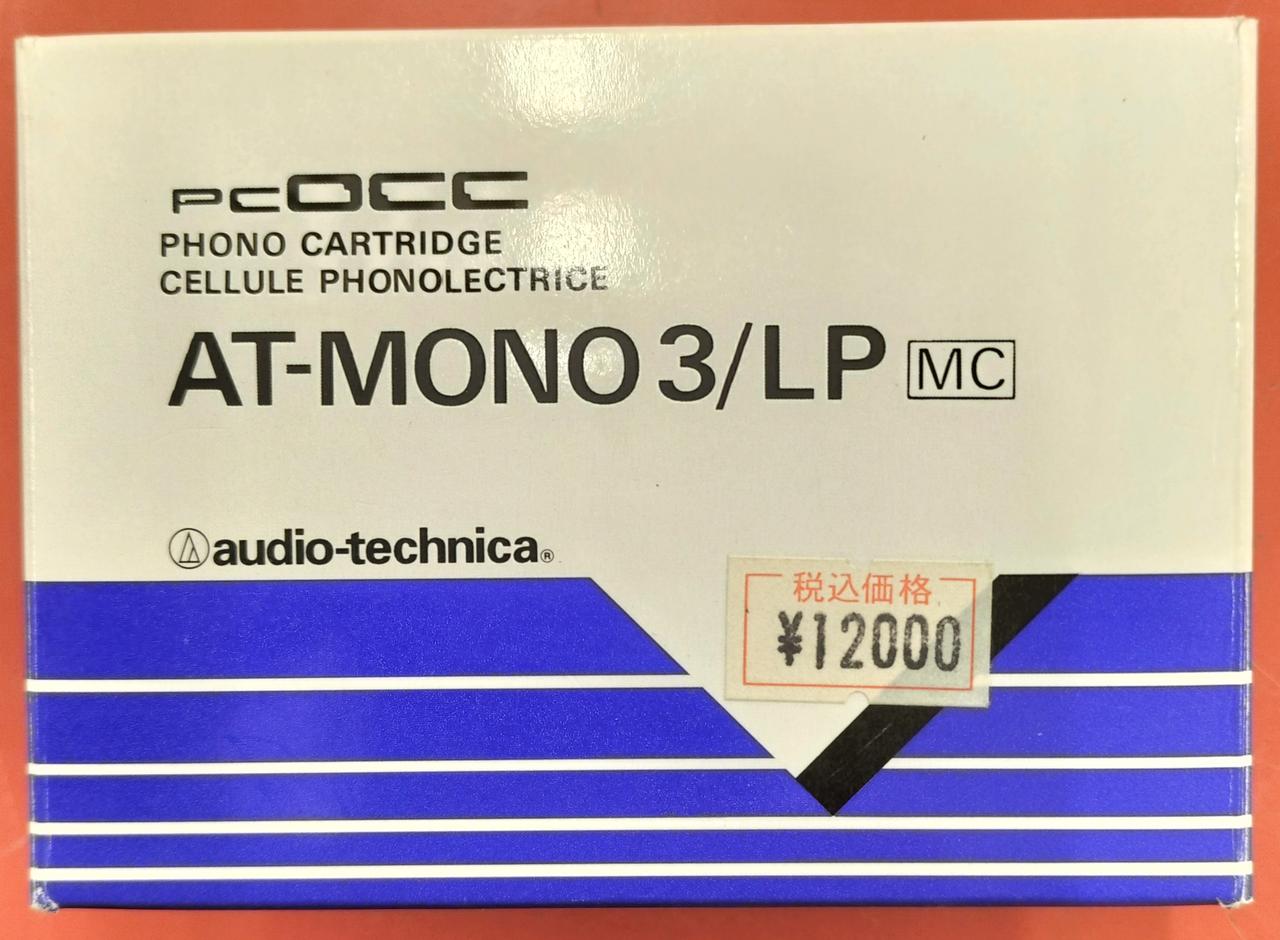 PCOCC
PHONO CARTRIDGE
CELLULE PHONOLECTRICE
AT-MONO 3/LP MC
audio-technica®
税込価格
¥12000